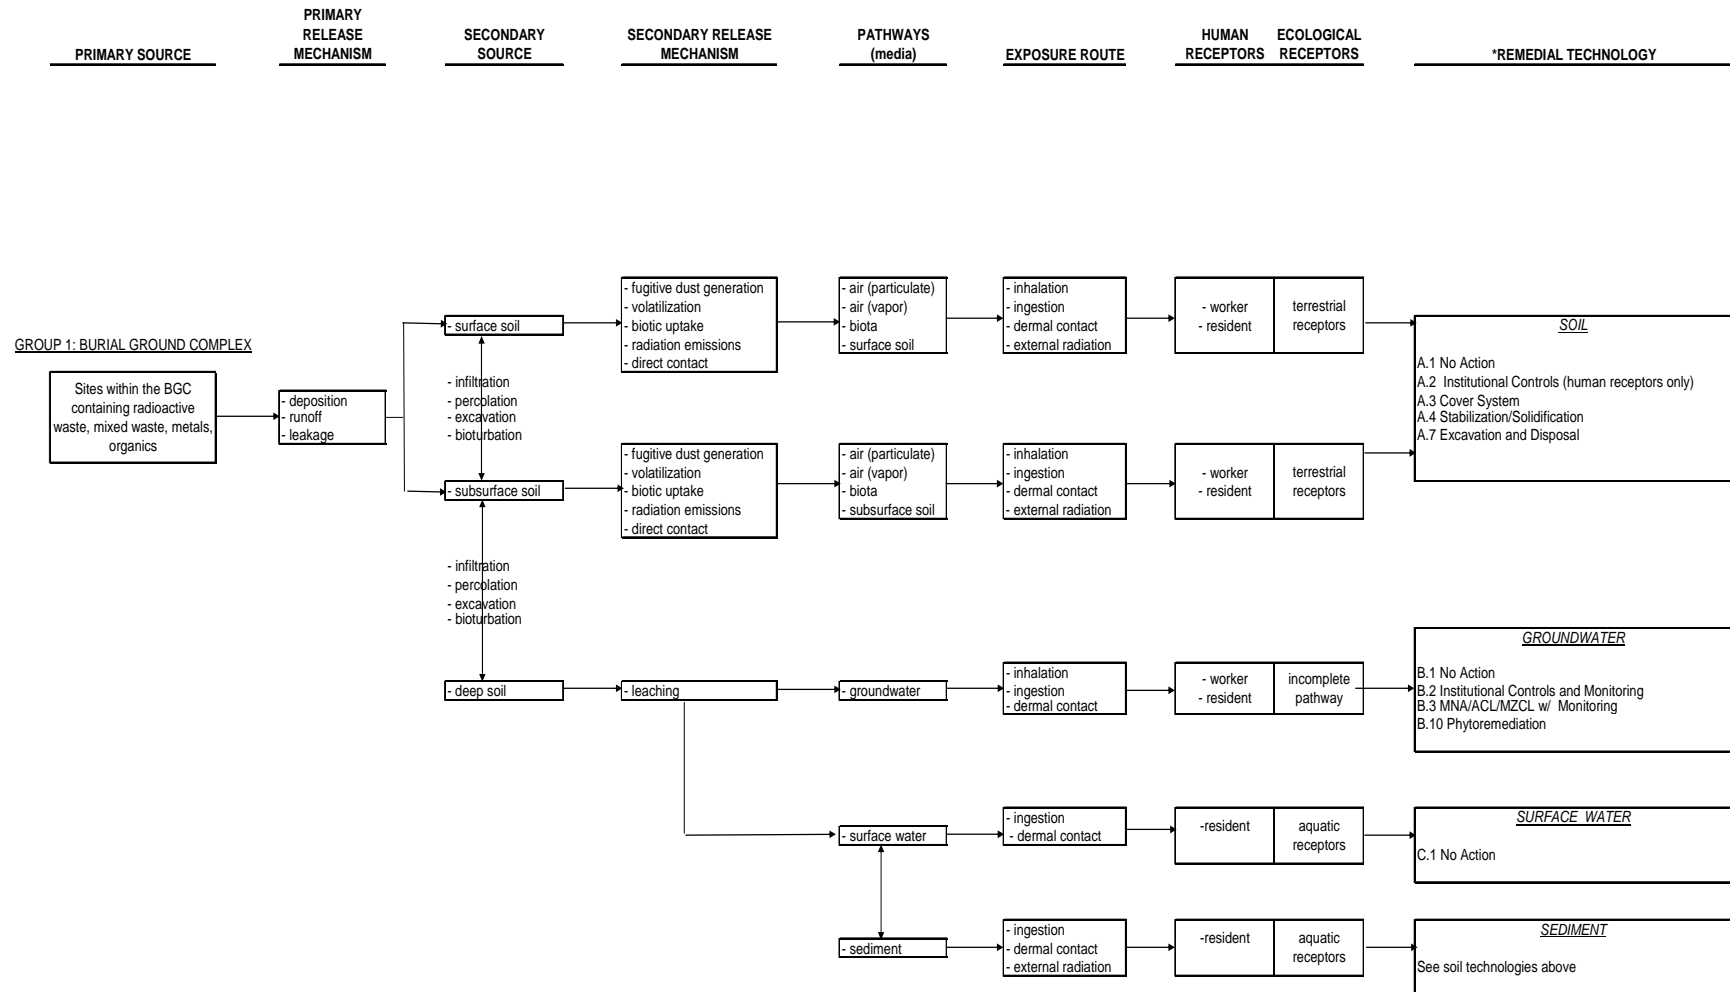 PRIMARY SOURCE
PRIMARY
RELEASE
MECHANISM
SECONDARY
SOURCE
SECONDARY RELEASE
MECHANISM
PATHWAYS
(media)
EXPOSURE ROUTE
HUMAN
RECEPTORS
ECOLOGICAL
RECEPTORS
*REMEDIAL TECHNOLOGY
GROUP 1: BURIAL GROUND COMPLEX
Sites within the BGC
containing radioactive
waste, mixed waste, metals,
organics
- deposition
- runoff
- leakage
- surface soil
- infiltration
- percolation
- excavation
- bioturbation
- subsurface soil
- infiltration
- percolation
- excavation
- bioturbation
- deep soil
- fugitive dust generation
- volatilization
- biotic uptake
- radiation emissions
- direct contact
- air (particulate)
- air (vapor)
- biota
- surface soil
- inhalation
- ingestion
- dermal contact
- external radiation
- worker
- resident
terrestrial
receptors
- fugitive dust generation
- volatilization
- biotic uptake
- radiation emissions
- direct contact
- air (particulate)
- air (vapor)
- biota
- subsurface soil
- inhalation
- ingestion
- dermal contact
- external radiation
- worker
- resident
terrestrial
receptors
SOIL
A.1 No Action
A.2 Institutional Controls (human receptors only)
A.3 Cover System
A.4 Stabilization/Solidification
A.7 Excavation and Disposal
- leaching
- groundwater
- inhalation
- ingestion
- dermal contact
- worker
- resident
incomplete
pathway
GROUNDWATER
B.1 No Action
B.2 Institutional Controls and Monitoring
B.3 MNA/ACL/MZCL w/ Monitoring
B.10 Phytoremediation
- surface water
- ingestion
- dermal contact
-resident
aquatic
receptors
SURFACE WATER
C.1 No Action
- sediment
- ingestion
- dermal contact
- external radiation
-resident
aquatic
receptors
SEDIMENT
See soil technologies above